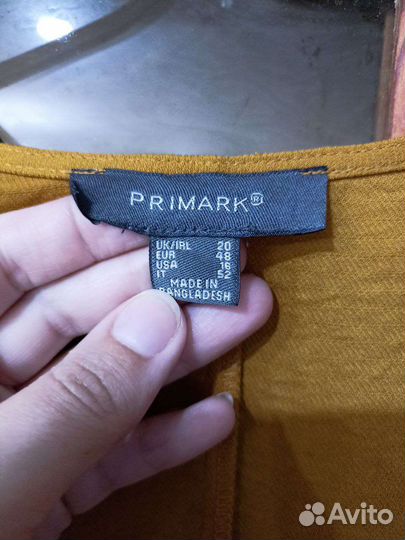 PRIMARK®
UK/IRL 20
EUR 48
USA 16
IT 52
MADE IN
BANGLADESH
Avito